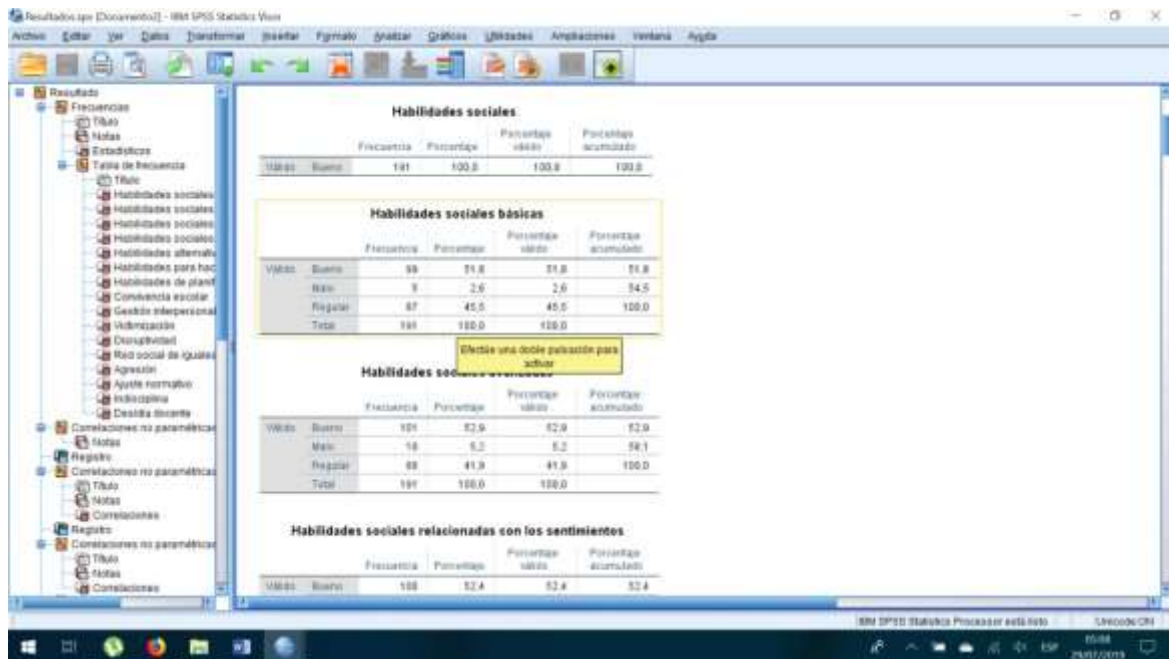 Resultados.spv [Documento2] - IBM SPSS Statistics Visor
Archivo Editar Ver Datos Transformar Insertar Formato Analizar Gráficos Utilidades Ampliaciones Ventana Ayuda
Resultado
Frecuencias
Título
Notas
Estadísticos
Tabla de frecuencia
Título
Habilidades sociales
Habilidades sociales
Habilidades sociales
Habilidades sociales
Habilidades alternativ
Habilidades para hac
Habilidades de planif
Convivencia escolar
Gestión interpersonal
Victimización
Disruptividad
Red social de iguales
Agresión
Ajuste normativo
Indisciplina
Desidia docente
Correlaciones no paramétricas
Notas
Registro
Correlaciones no paramétricas
Título
Notas
Correlaciones
Registro
Correlaciones no paramétricas
Título
Notas
Correlaciones
Habilidades sociales
Frecuencia Porcentaje Porcentaje válido Porcentaje acumulado
Válido Bueno 191 100,0 100,0 100,0
Habilidades sociales básicas
Frecuencia Porcentaje Porcentaje válido Porcentaje acumulado
Válido Bueno 99 51,8 51,8 51,8
Malo 5 2,6 2,6 54,5
Regular 87 45,5 45,5 100,0
Total 191 100,0 100,0
Efectúe una doble pulsación para
activar
Habilidades sociales avanzadas
Frecuencia Porcentaje Porcentaje válido Porcentaje acumulado
Válido Bueno 101 52,9 52,9 52,9
Malo 10 5,2 5,2 58,1
Regular 80 41,9 41,9 100,0
Total 191 100,0 100,0
Habilidades sociales relacionadas con los sentimientos
Frecuencia Porcentaje Porcentaje válido Porcentaje acumulado
Válido Bueno 100 52,4 52,4 52,4
IBM SPSS Statistics Processor está listo Unicode:ON
ESP
29/07/2019